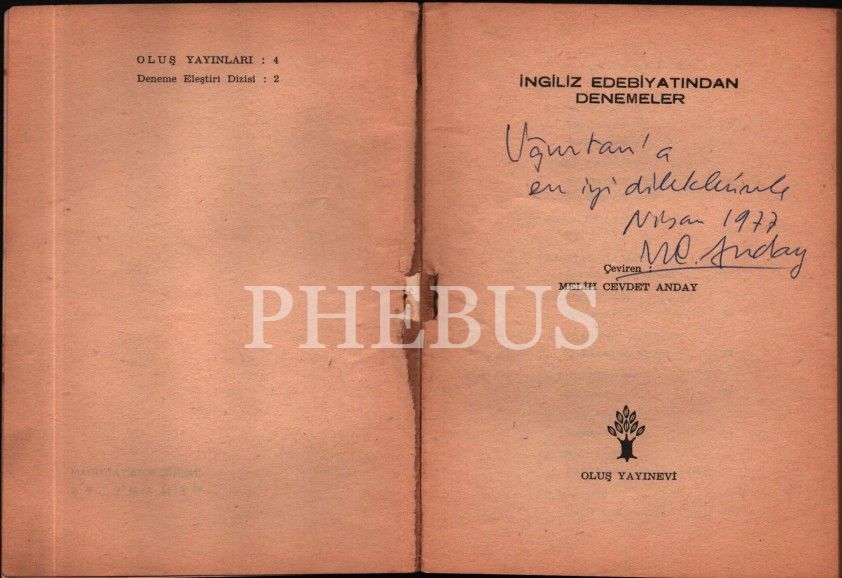 OLUŞ YAYINLARI : 4
Deneme Eleştiri Dizisi : 2
İNGİLİZ EDEBİYATINDAN
DENEMELER
Uğurtan'a
en iyi dileklerimle
Nisan 1977
MC. Anday
Çeviren :
MELİH CEVDET ANDAY
PHEBUS
OLUŞ YAYINEVİ